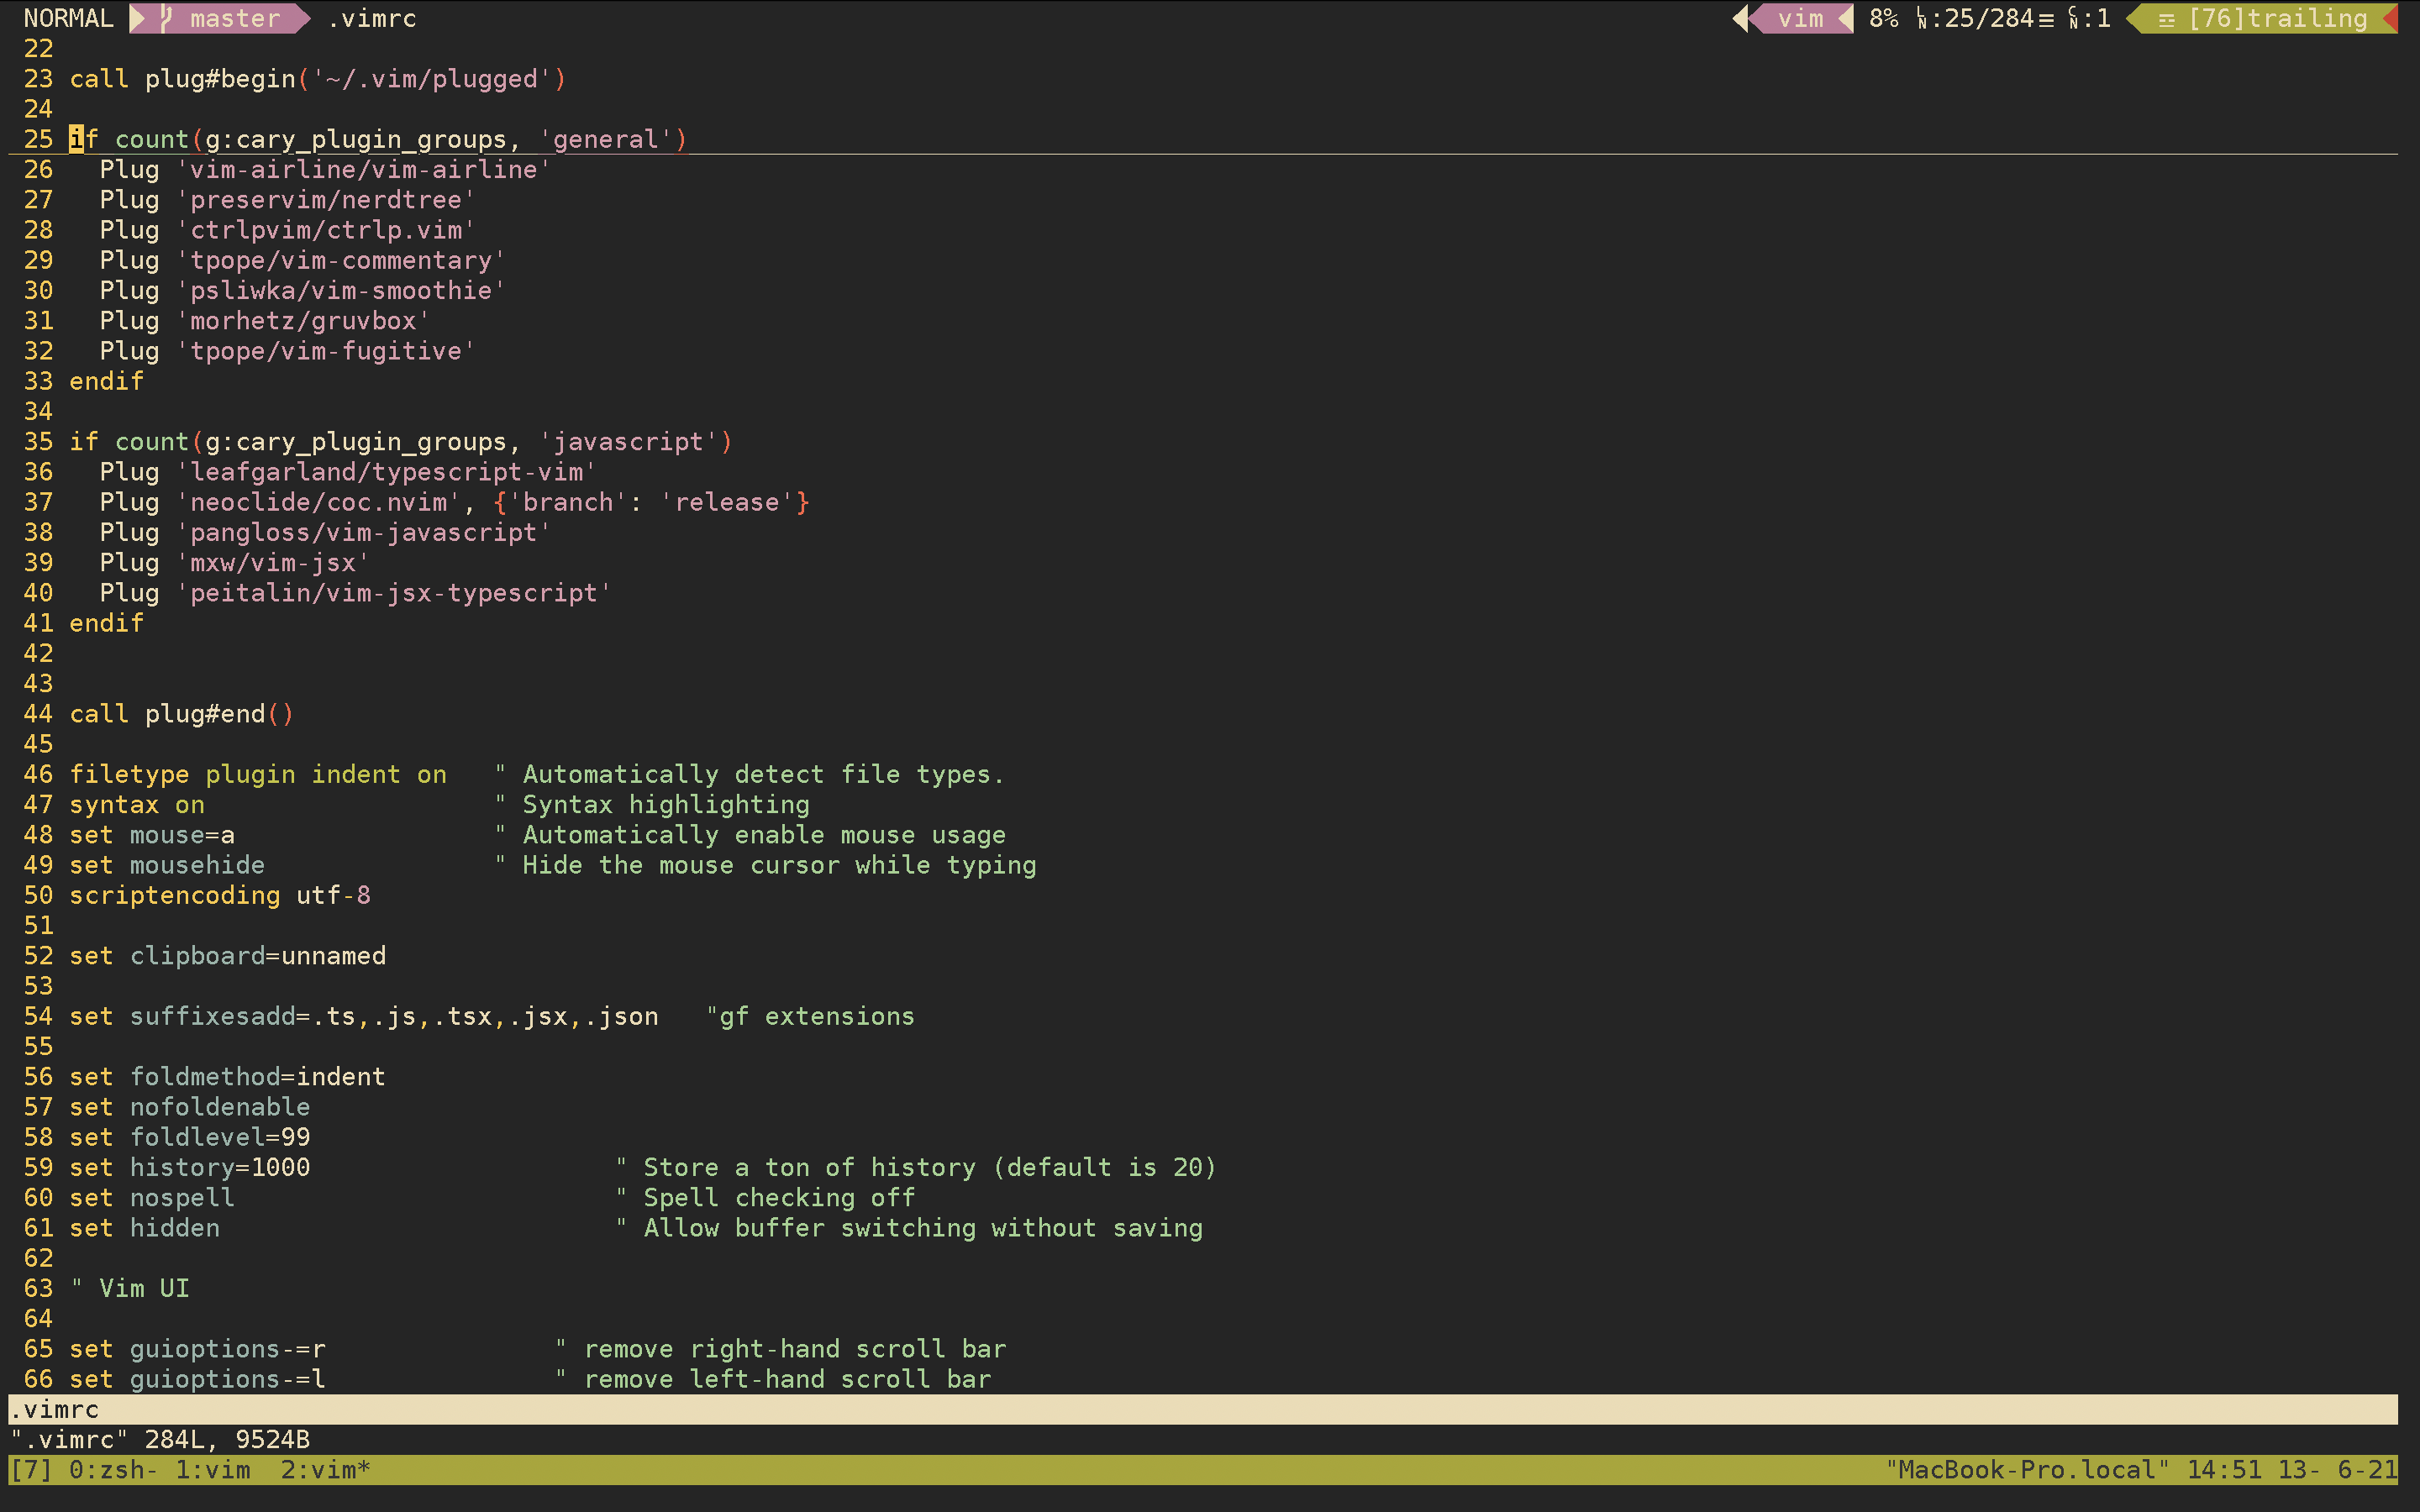 NORMAL master .vimrc vim 8% LN:25/284≡ CN:1 ☲ [76]trailing
22
23 call plug#begin('~/.vim/plugged')
24
25 if count(g:cary_plugin_groups, 'general')
26   Plug 'vim-airline/vim-airline'
27   Plug 'preservim/nerdtree'
28   Plug 'ctrlpvim/ctrlp.vim'
29   Plug 'tpope/vim-commentary'
30   Plug 'psliwka/vim-smoothie'
31   Plug 'morhetz/gruvbox'
32   Plug 'tpope/vim-fugitive'
33 endif
34
35 if count(g:cary_plugin_groups, 'javascript')
36   Plug 'leafgarland/typescript-vim'
37   Plug 'neoclide/coc.nvim', {'branch': 'release'}
38   Plug 'pangloss/vim-javascript'
39   Plug 'mxw/vim-jsx'
40   Plug 'peitalin/vim-jsx-typescript'
41 endif
42
43
44 call plug#end()
45
46 filetype plugin indent on   " Automatically detect file types.
47 syntax on                   " Syntax highlighting
48 set mouse=a                 " Automatically enable mouse usage
49 set mousehide               " Hide the mouse cursor while typing
50 scriptencoding utf-8
51
52 set clipboard=unnamed
53
54 set suffixesadd=.ts,.js,.tsx,.jsx,.json   "gf extensions
55
56 set foldmethod=indent
57 set nofoldenable
58 set foldlevel=99
59 set history=1000                    " Store a ton of history (default is 20)
60 set nospell                         " Spell checking off
61 set hidden                          " Allow buffer switching without saving
62
63 " Vim UI
64
65 set guioptions-=r               " remove right-hand scroll bar
66 set guioptions-=l               " remove left-hand scroll bar
.vimrc
".vimrc" 284L, 9524B
[7] 0:zsh- 1:vim  2:vim* "MacBook-Pro.local" 14:51 13- 6-21